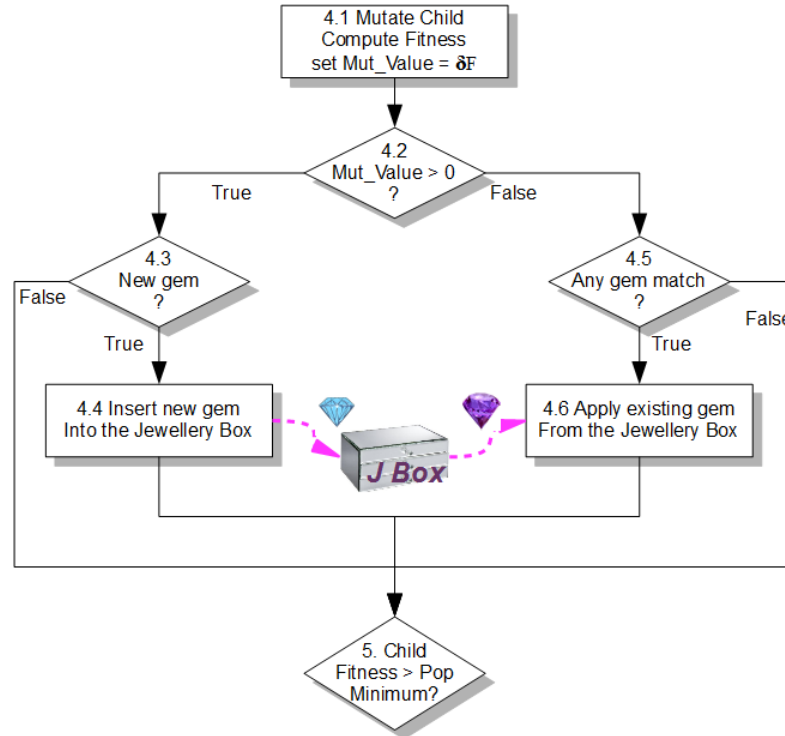 4.1 Mutate Child
Compute Fitness
set Mut_Value = δF
4.2
Mut_Value > 0
?
True
False
4.3
New gem
?
False
True
4.5
Any gem match
?
False
True
4.4 Insert new gem
Into the Jewellery Box
J Box
4.6 Apply existing gem
From the Jewellery Box
5. Child
Fitness > Pop
Minimum?